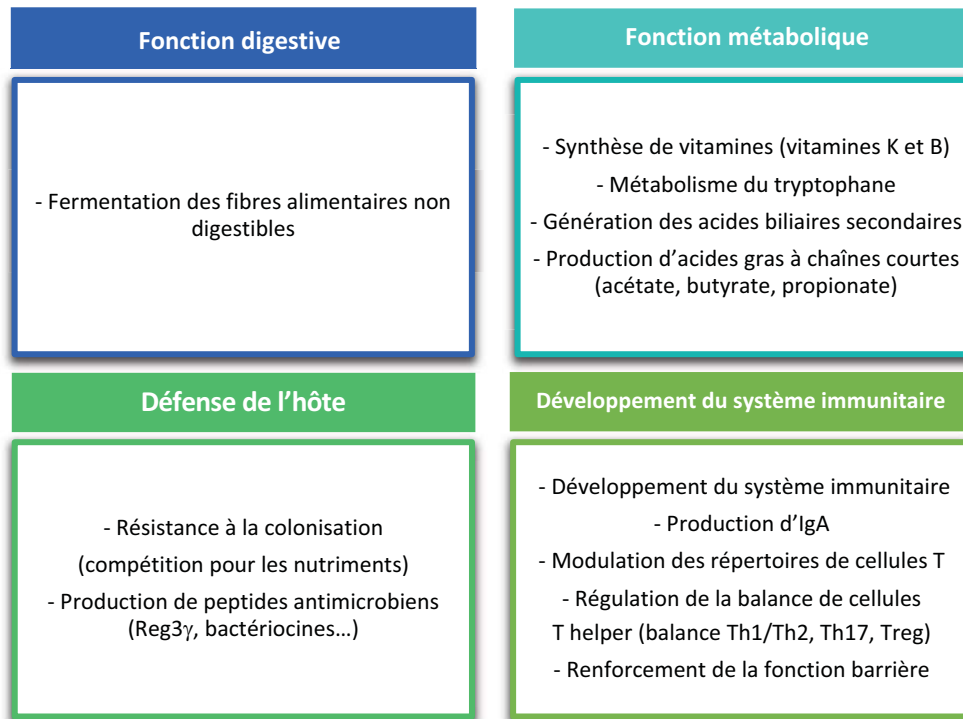 Fonction digestive
- Fermentation des fibres alimentaires non
digestibles
Fonction métabolique
- Synthèse de vitamines (vitamines K et B)
- Métabolisme du tryptophane
- Génération des acides biliaires secondaires
- Production d’acides gras à chaînes courtes
(acétate, butyrate, propionate)
Défense de l’hôte
- Résistance à la colonisation
(compétition pour les nutriments)
- Production de peptides antimicrobiens
(Reg3γ, bactériocines…)
Développement du système immunitaire
- Développement du système immunitaire
- Production d’IgA
- Modulation des répertoires de cellules T
- Régulation de la balance de cellules
T helper (balance Th1/Th2, Th17, Treg)
- Renforcement de la fonction barrière